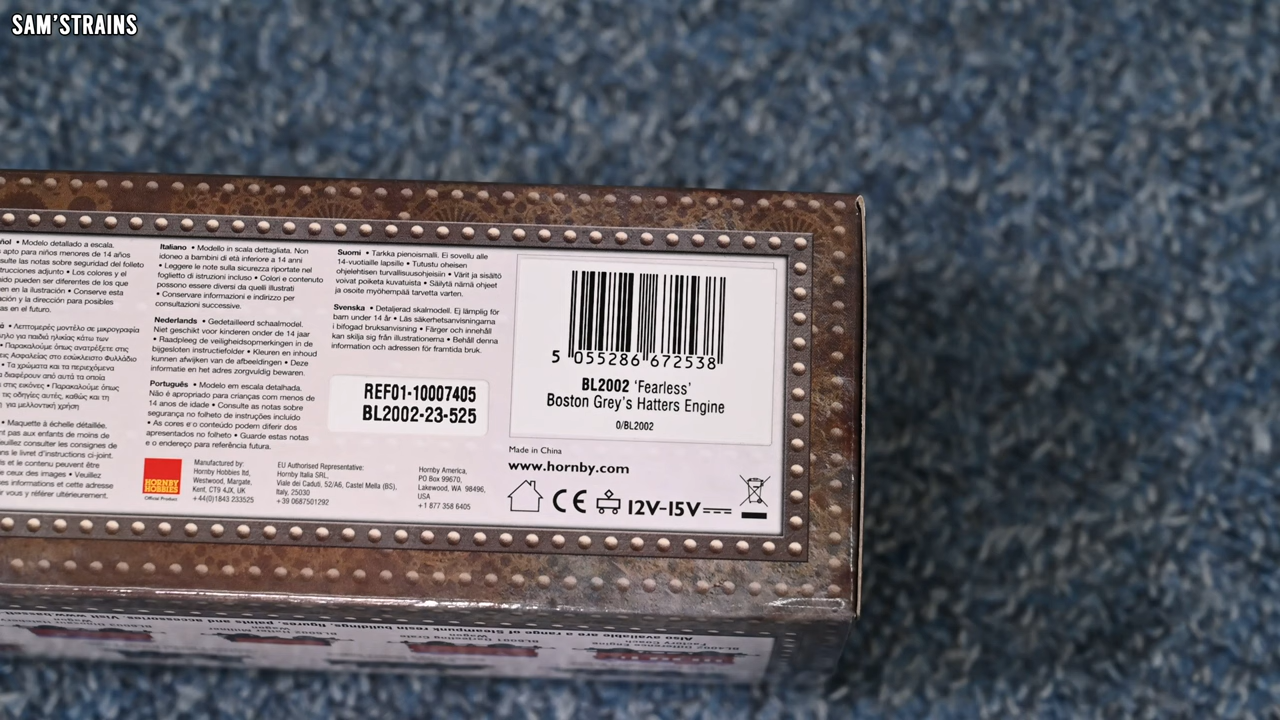 SAM'STRAINS
ñol • Modelo detallado a escala.
apto para niños menores de 14 años
sulte las notas sobre seguridad del folleto
trucciones adjunto • Los colores y el
ido pueden ser diferentes de los que
en en la ilustración • Conserve esta
ación y la dirección para posibles
as en el futuro.
ά • Λεπτομερές μοντέλο σε μικρογραφία
ηλο για παιδιά ηλικίας κάτω των
• Παρακαλούμε όπως ανατρέξετε στις
εις Ασφαλείας στο εσώκλειστο Φυλλάδιο
• Τα χρώματα και τα περιεχόμενα
α διαφέρουν από αυτά τα οποία
στις εικόνες • Παρακαλούμε όπως
τις οδηγίες αυτές, καθώς και τη
για μελλοντική χρήση
• Maquette à échelle détaillée.
nt pas aux enfants de moins de
euillez consulter les consignes de
ans le livret d'instructions ci-joint.
s et le contenu peuvent être
e ceux des images • Veuillez
informations et cette adresse
r vous y référer ultérieurement.
Italiano • Modello in scala dettagliata. Non
idoneo a bambini di età inferiore a 14 anni
• Leggere le note sulla sicurezza riportate nel
foglietto di istruzioni incluso • Colori e contenuto
possono essere diversi da quelli illustrati
• Conservare informazioni e indirizzo per
consultazioni successive.
Nederlands • Gedetailleerd schaalmodel.
Niet geschikt voor kinderen onder de 14 jaar
• Raadpleeg de veiligheidsopmerkingen in de
bijgesloten instructiefolder • Kleuren en inhoud
kunnen afwijken van de afbeeldingen • Deze
informatie en het adres zorgvuldig bewaren.
Português • Modelo em escala detalhada.
Não é apropriado para crianças com menos de
14 anos de idade • Consulte as notas sobre
segurança no folheto de instruções incluído
• As cores e o conteúdo podem diferir dos
apresentados no folheto • Guarde estas notas
e o endereço para referência futura.
Suomi • Tarkka pienoismalli. Ei sovellu alle
14-vuotiaille lapsille • Tutustu oheisen
ohjelehtisen turvallisuusohjeisiin • Värit ja sisältö
voivat poiketa kuvatuista • Säilytä nämä ohjeet
ja osoite myöhempää tarvetta varten.
Svenska • Detaljerad skalmodell. Ej lämplig för
barn under 14 år • Läs säkerhetsanvisningarna
i bifogad bruksanvisning • Färger och innehåll
kan skilja sig från illustrationerna • Behåll denna
information och adressen för framtida bruk.
REF01-10007405
BL2002-23-525
5 055286 672538
BL2002 'Fearless'
Boston Grey's Hatters Engine
0/BL2002
Made in China
www.hornby.com
CE 12V-15V
HORNBY
HOBBIES
Official Product
Manufactured by:
Hornby Hobbies ltd,
Westwood, Margate,
Kent, CT9 4JX, UK
+44(0)1843 233525
EU Authorised Representative:
Hornby Italia SRL,
Viale dei Caduti, 52/A6, Castel Mella (BS),
Italy, 25030
+39 0687501292
Hornby America,
PO Box 99670,
Lakewood, WA 98496,
USA
+1 877 358 6405
Also available are a range of Steampunk resin buildings, figures, paints and accessories. Visit www.basset